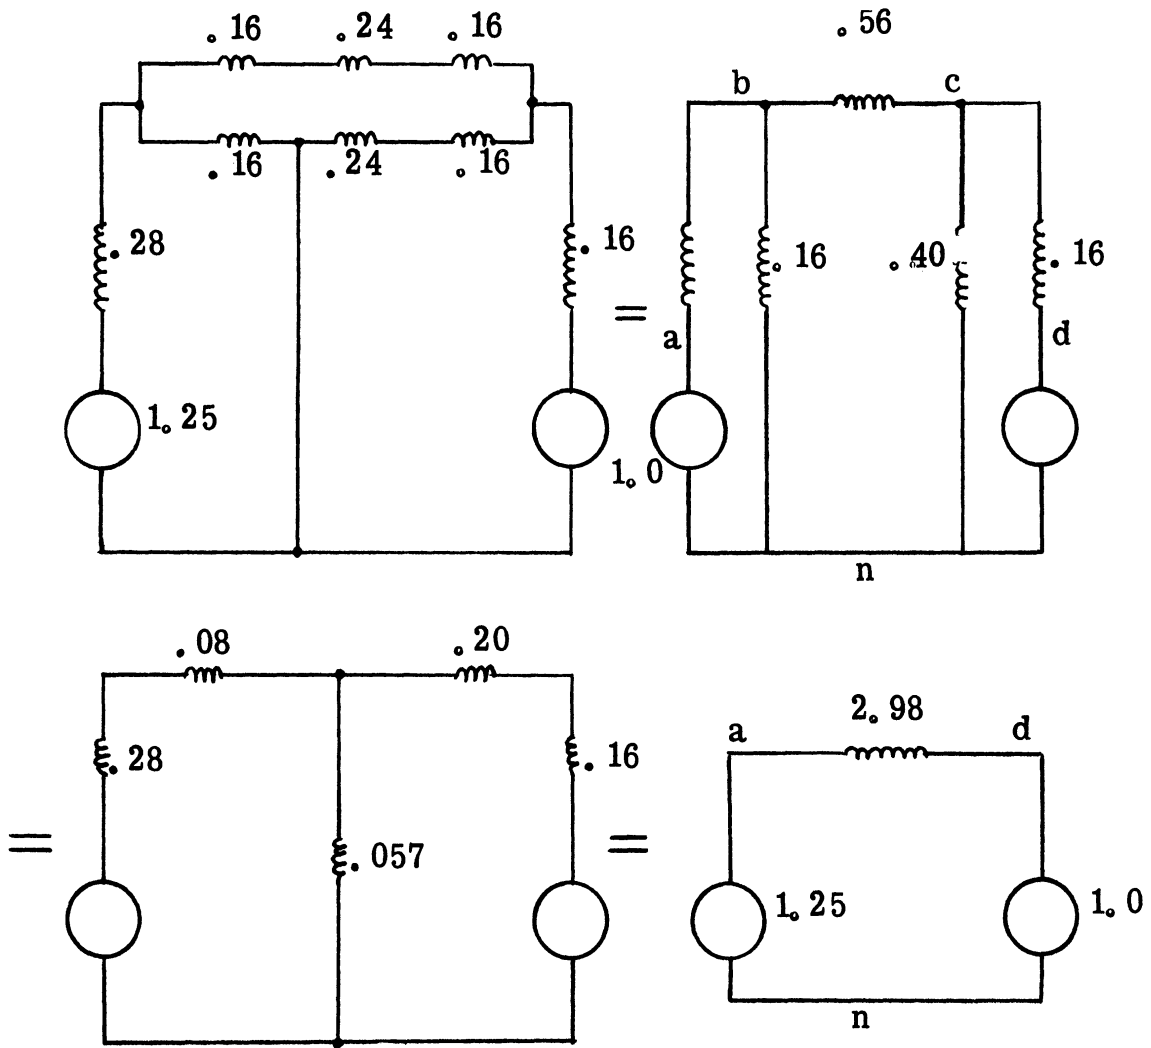 .16 .24 .16
.56
b c
.16 .24 .16
.28
.16
.16
.40
.16
=
a
d
1.25
1.0
n
.08
.20
2.98
a d
.28
.16
=
.057
=
1.25
1.0
n